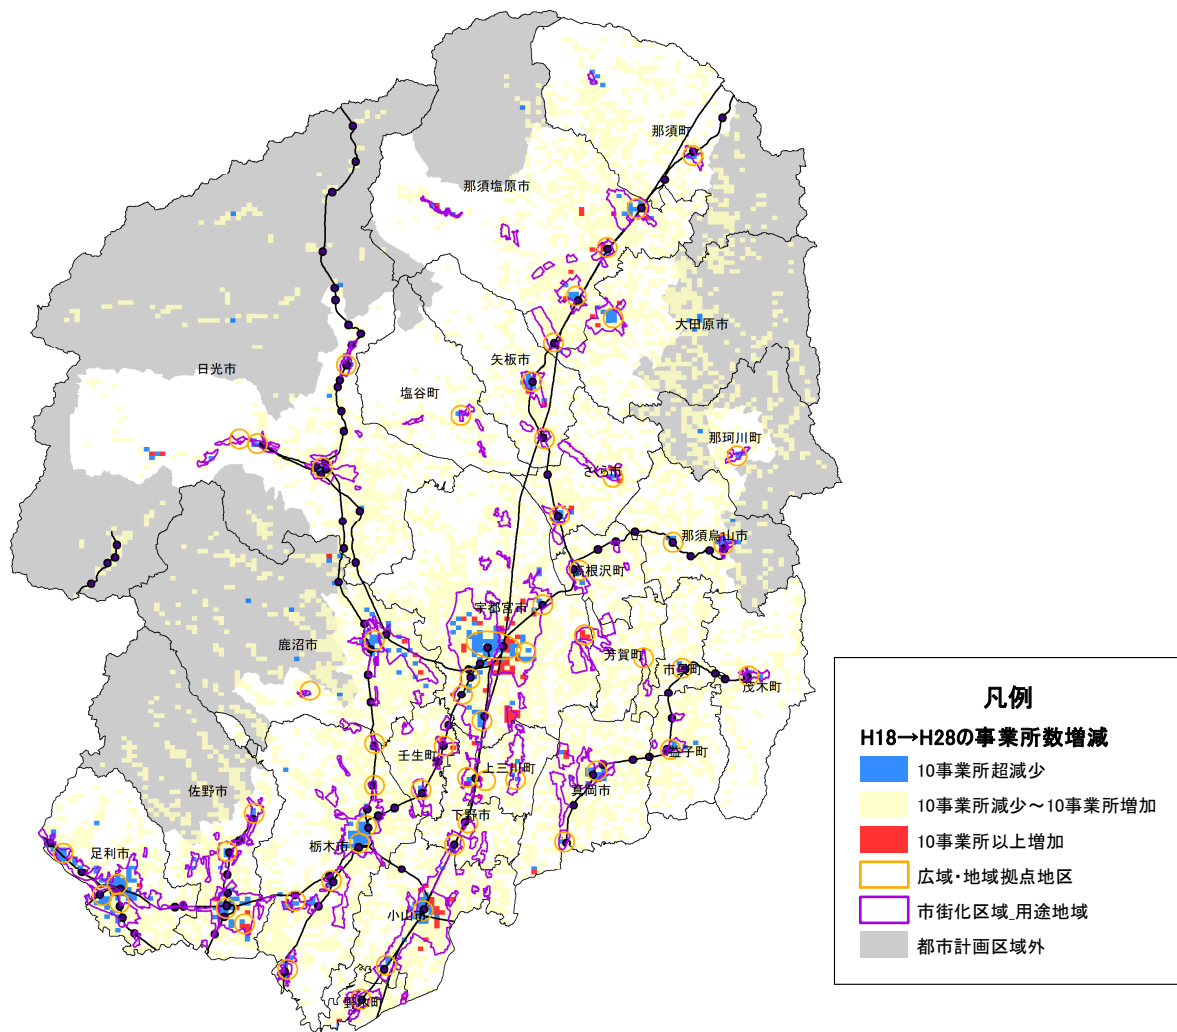 那須町
那須塩原市
大田原市
日光市
矢板市
塩谷町
那珂川町
さくら市
那須烏山市
高根沢町
宇都宮市
鹿沼市
芳賀町
市貝町
茂木町
壬生町
益子町
上三川町
真岡市
佐野市
下野市
足利市
栃木市
小山市
野木町
凡例
H18→H28の事業所数増減
10事業所超減少
10事業所減少~10事業所増加
10事業所以上増加
広域・地域拠点地区
市街化区域_用途地域
都市計画区域外